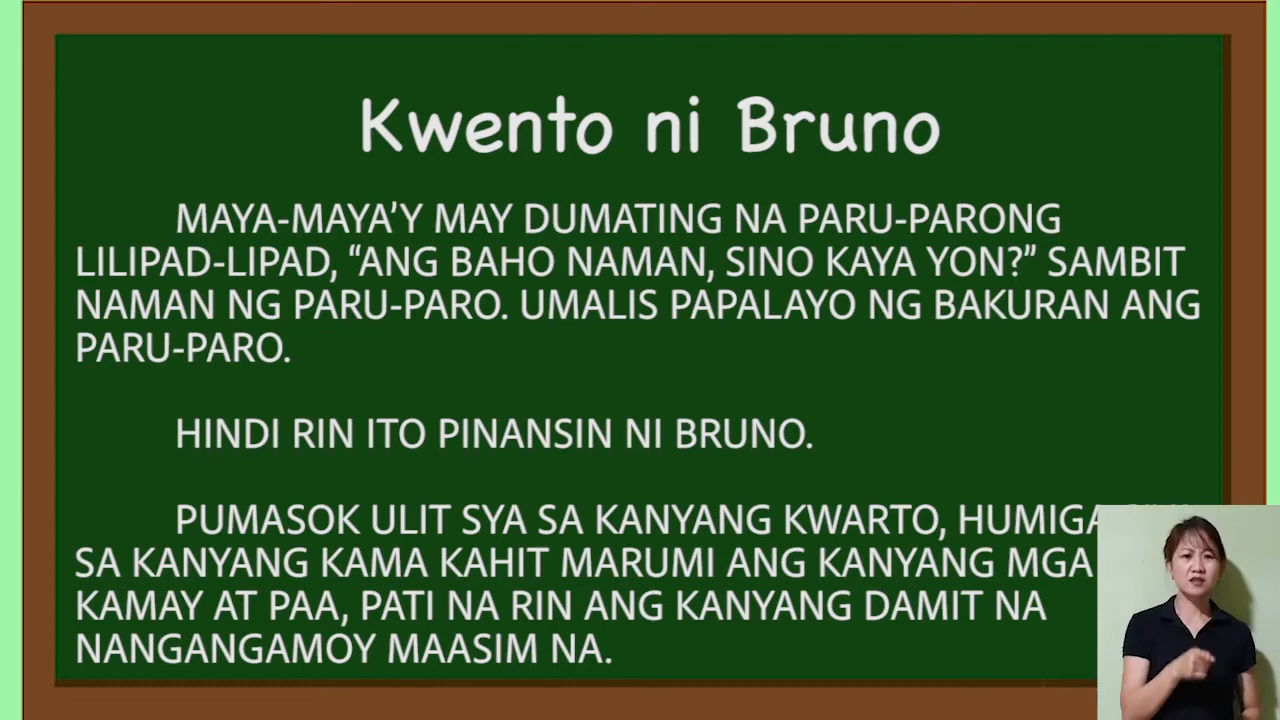 Kwento ni Bruno
MAYA-MAYA’Y MAY DUMATING NA PARU-PARONG
LILIPAD-LIPAD, “ANG BAHO NAMAN, SINO KAYA YON?” SAMBIT
NAMAN NG PARU-PARO. UMALIS PAPALAYO NG BAKURAN ANG
PARU-PARO.
HINDI RIN ITO PINANSIN NI BRUNO.
PUMASOK ULIT SYA SA KANYANG KWARTO, HUMIGA
SA KANYANG KAMA KAHIT MARUMI ANG KANYANG MGA
KAMAY AT PAA, PATI NA RIN ANG KANYANG DAMIT NA
NANGANGAMOY MAASIM NA.